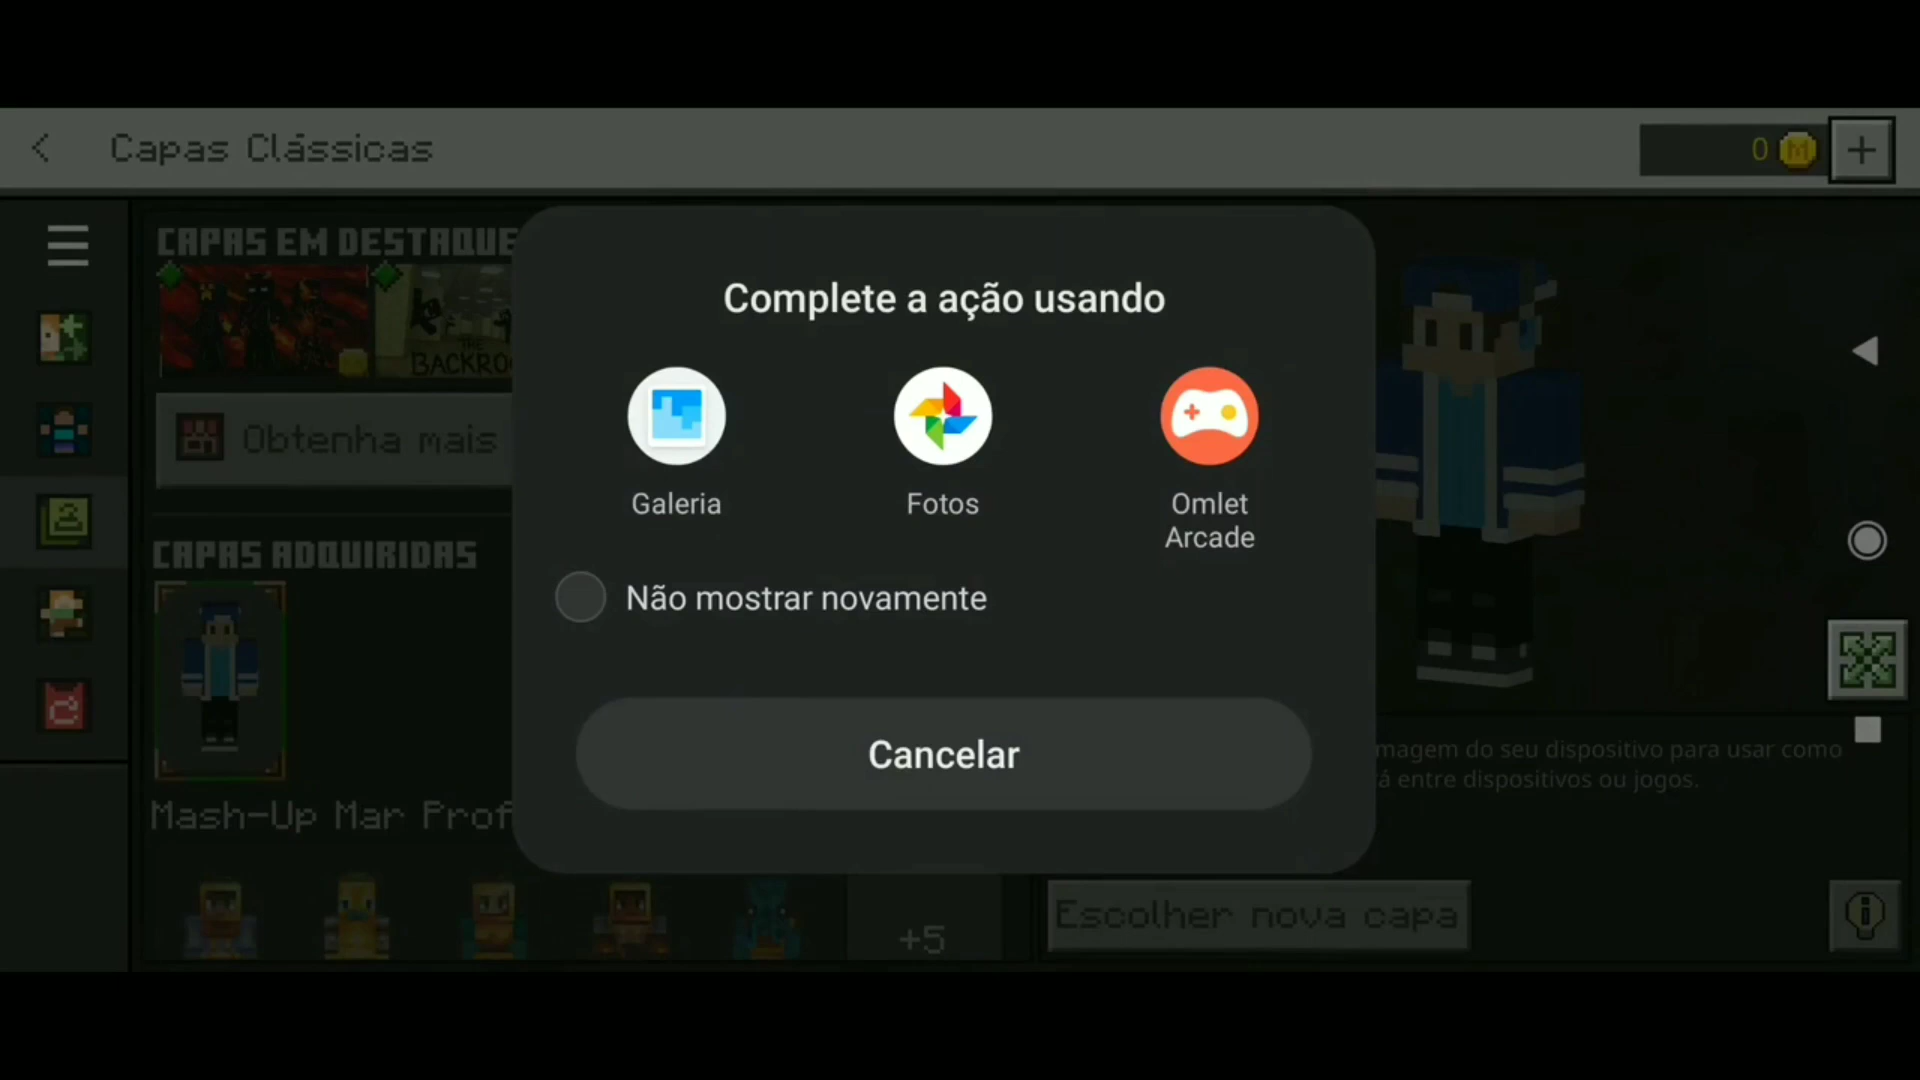 Capas Clássicas
0
CAPAS EM DESTAQUE
THE
BACKROO
Obtenha mais
CAPAS ADQUIRIDAS
Mash-Up Mar Prof
+5
Complete a ação usando
Galeria
Fotos
Omlet
Arcade
Não mostrar novamente
Cancelar
magem do seu dispositivo para usar como
á entre dispositivos ou jogos.
Escolher nova capa